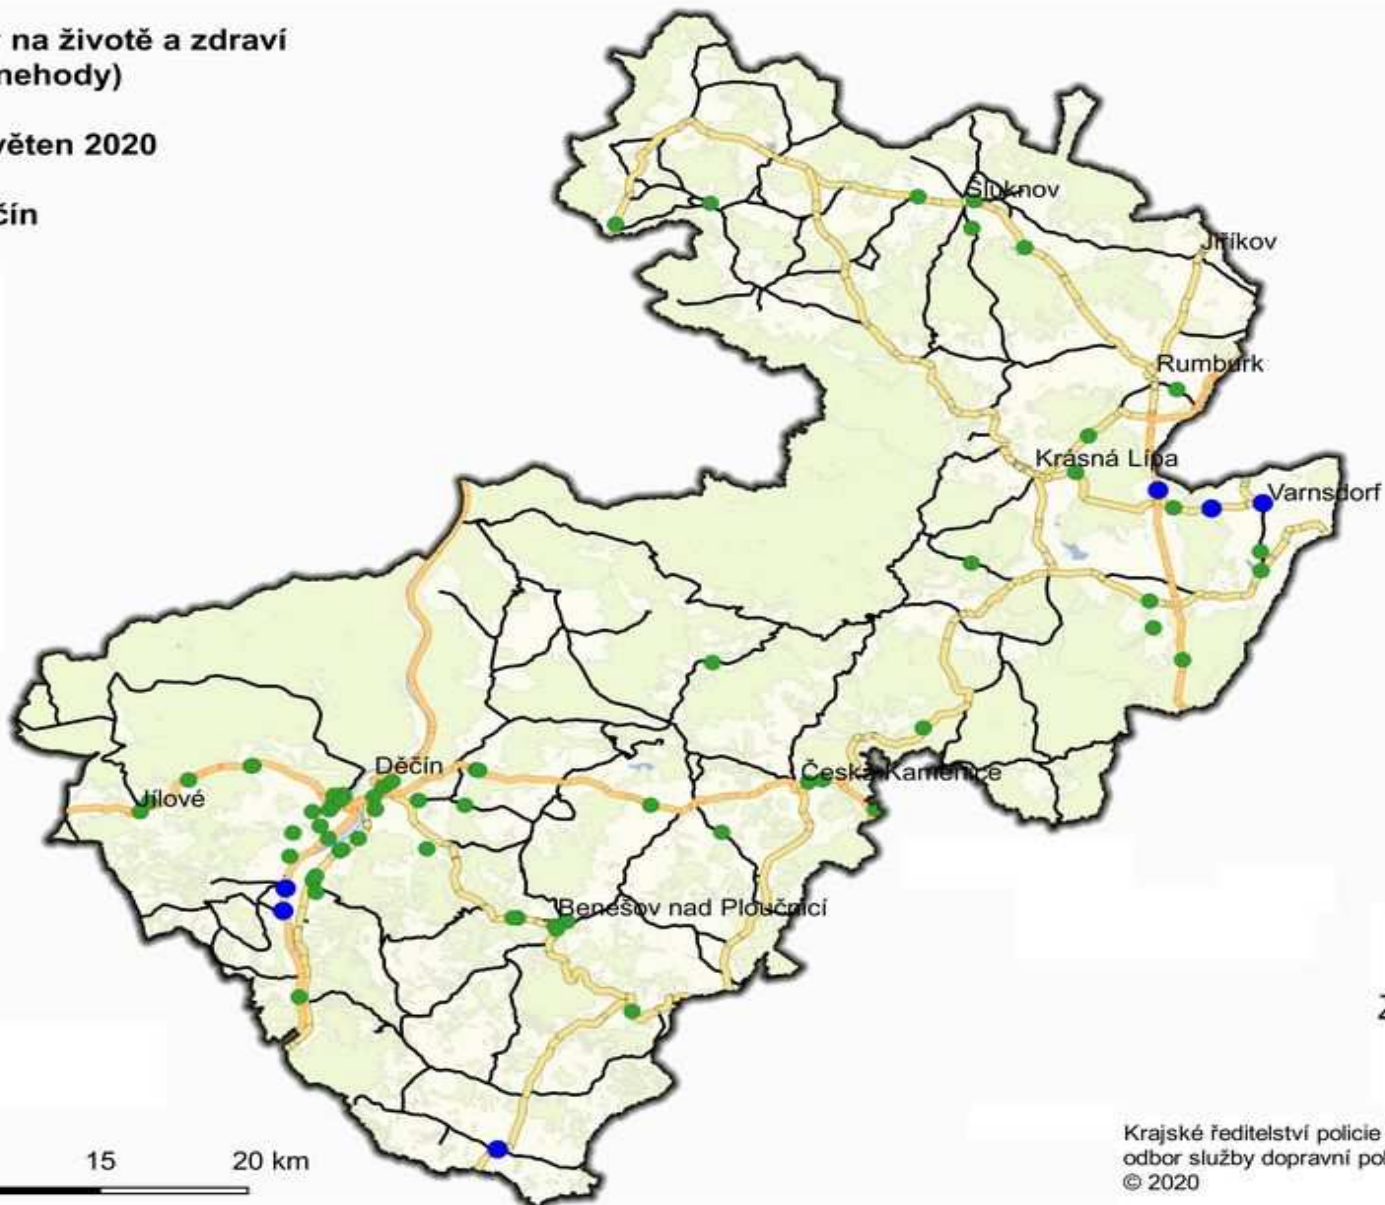 na životě a zdraví
nehody)
věten 2020
čín
Šluknov
Jiříkov
Rumburk
Krásná Lípa
Varnsdorf
Děčín
Česká Kamenice
Jílové
Benešov nad Ploučnicí
15 20 km
Krajské ředitelství policie
odbor služby dopravní pol
© 2020